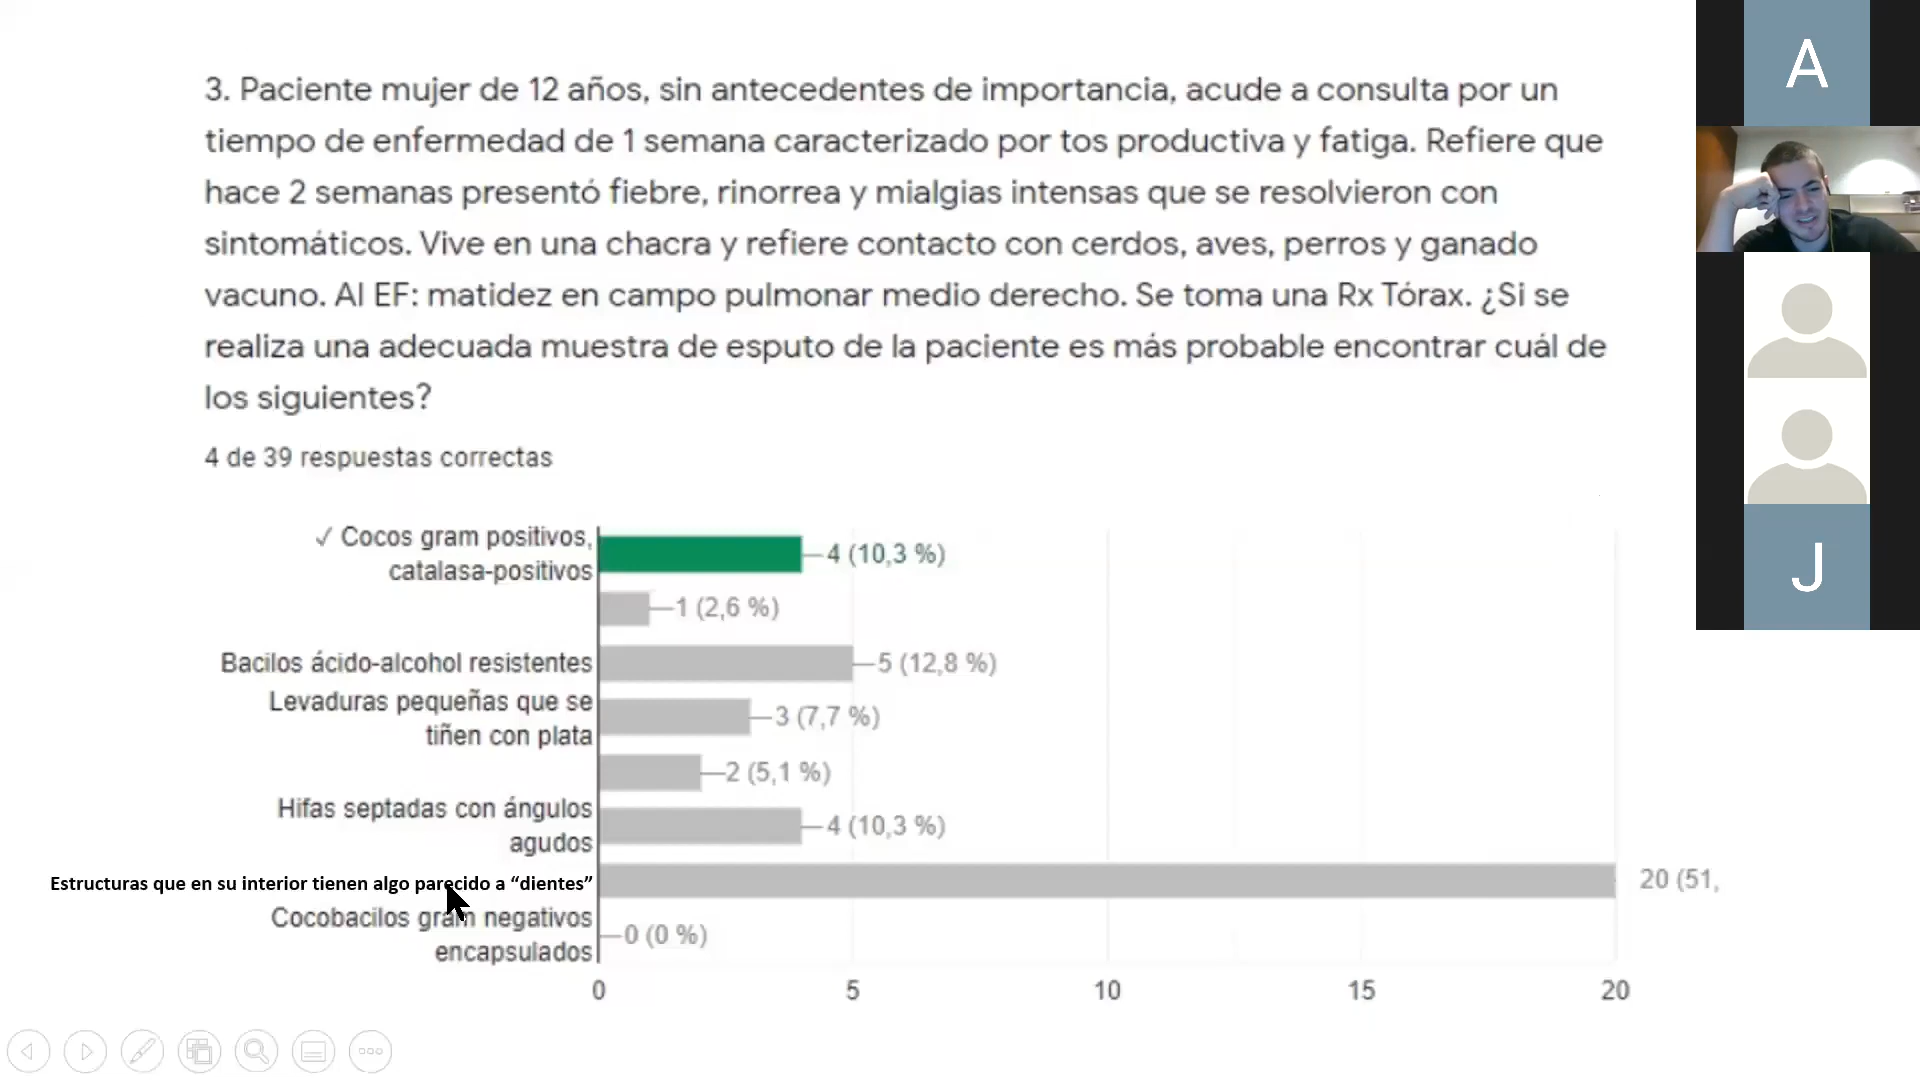 3. Paciente mujer de 12 años, sin antecedentes de importancia, acude a consulta por un
tiempo de enfermedad de 1 semana caracterizado por tos productiva y fatiga. Refiere que
hace 2 semanas presentó fiebre, rinorrea y mialgias intensas que se resolvieron con
sintomáticos. Vive en una chacra y refiere contacto con cerdos, aves, perros y ganado
vacuno. Al EF: matidez en campo pulmonar medio derecho. Se toma una Rx Tórax. ¿Si se
realiza una adecuada muestra de esputo de la paciente es más probable encontrar cuál de
los siguientes?
4 de 39 respuestas correctas
✓ Cocos gram positivos,
catalasa-positivos
4 (10,3 %)
1 (2,6 %)
Bacilos ácido-alcohol resistentes
5 (12,8 %)
Levaduras pequeñas que se
tiñen con plata
3 (7,7 %)
2 (5,1 %)
Hifas septadas con ángulos
agudos
4 (10,3 %)
Estructuras que en su interior tienen algo parecido a “dientes”
20 (51,
Cocobacilos gram negativos
encapsulados
0 (0 %)
0 5 10 15 20
A
J